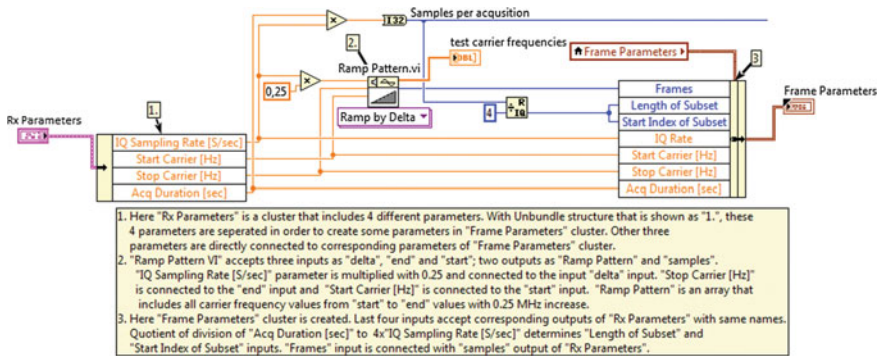 Samples per acqusition
I32
2.
test carrier frequencies
DBL
Frame Parameters
3
Ramp Pattern.vi
0,25
Ramp by Delta
4
R
IQ
Frames
Length of Subset
Start Index of Subset
IQ Rate
Start Carrier [Hz]
Stop Carrier [Hz]
Acq Duration [sec]
Frame Parameters
1.
Rx Parameters
IQ Sampling Rate [S/sec]
Start Carrier [Hz]
Stop Carrier [Hz]
Acq Duration [sec]
1. Here "Rx Parameters" is a cluster that includes 4 different parameters. With Unbundle structure that is shown as "1.", these
4 parameters are seperated in order to create some parameters in "Frame Parameters" cluster. Other three
parameters are directly connected to corresponding parameters of "Frame Parameters" cluster.
2. "Ramp Pattern VI" accepts three inputs as "delta", "end" and "start"; two outputs as "Ramp Pattern" and "samples".
"IQ Sampling Rate [S/sec]" parameter is multiplied with 0.25 and connected to the input "delta" input. "Stop Carrier [Hz]"
is connected to the "end" input and "Start Carrier [Hz]" is connected to the "start" input. "Ramp Pattern" is an array that
includes all carrier frequency values from "start" to "end" values with 0.25 MHz increase.
3. Here "Frame Parameters" cluster is created. Last four inputs accept corresponding outputs of "Rx Parameters" with same names.
Quotient of division of "Acq Duration [sec]" to 4x"IQ Sampling Rate [S/sec]" determines "Length of Subset" and
"Start Index of Subset" inputs. "Frames" input is connected with "samples" output of "Rx Parameters".